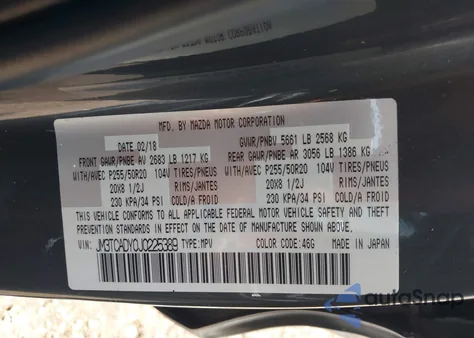 MFD. BY MAZDA MOTOR CORPORATION
DATE 02/18 GVWR/PNBV 5661 LB 2568 KG
FRONT GAWR/PNBE AV 2683 LB 1217 KG REAR GAWR/PNBE AR 3056 LB 1386 KG
WITH/AVEC P255/50R20 104V TIRES/PNEUS WITH/AVEC P255/50R20 104V TIRES/PNEUS
20X8 1/2J RIMS/JANTES 20X8 1/2J RIMS/JANTES
230 KPA/34 PSI COLD/A FROID 230 KPA/34 PSI COLD/A FROID
THIS VEHICLE CONFORMS TO ALL APPLICABLE FEDERAL MOTOR VEHICLE SAFETY AND THEFT
PREVENTION STANDARDS IN EFFECT ON THE DATE OF MANUFACTURE SHOWN ABOVE.
JM3TCADY0J0225389 TYPE:MPV COLOR CODE:46G MADE IN JAPAN
autoSnap